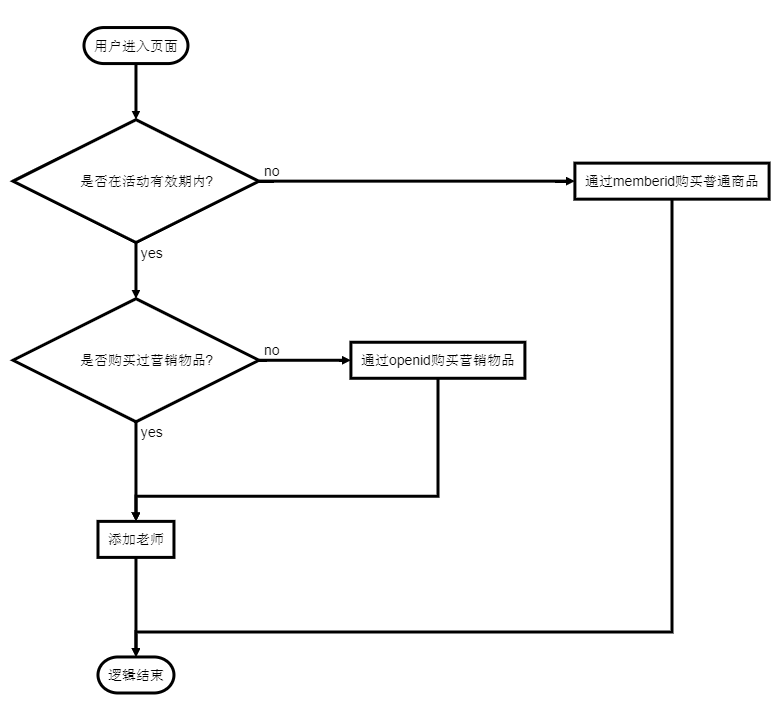 用户进入页面
是否在活动有效期内?
no
通过memberid购买普通商品
yes
是否购买过营销物品?
no
通过openid购买营销物品
yes
添加老师
逻辑结束